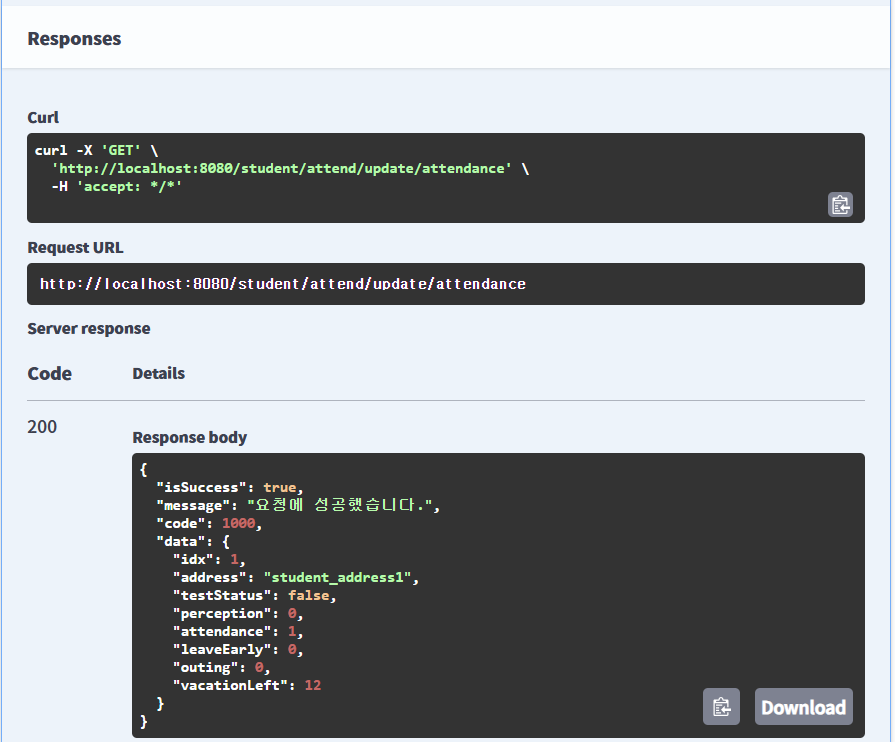 Responses
Curl
curl -X 'GET' \
  'http://localhost:8080/student/attend/update/attendance' \
  -H 'accept: */*'
Request URL
http://localhost:8080/student/attend/update/attendance
Server response
Code Details
200
Response body
{
  "isSuccess": true,
  "message": "요청에 성공했습니다.",
  "code": 1000,
  "data": {
    "idx": 1,
    "address": "student_address1",
    "testStatus": false,
    "perception": 0,
    "attendance": 1,
    "leaveEarly": 0,
    "outing": 0,
    "vacationLeft": 12
  }
}
Download